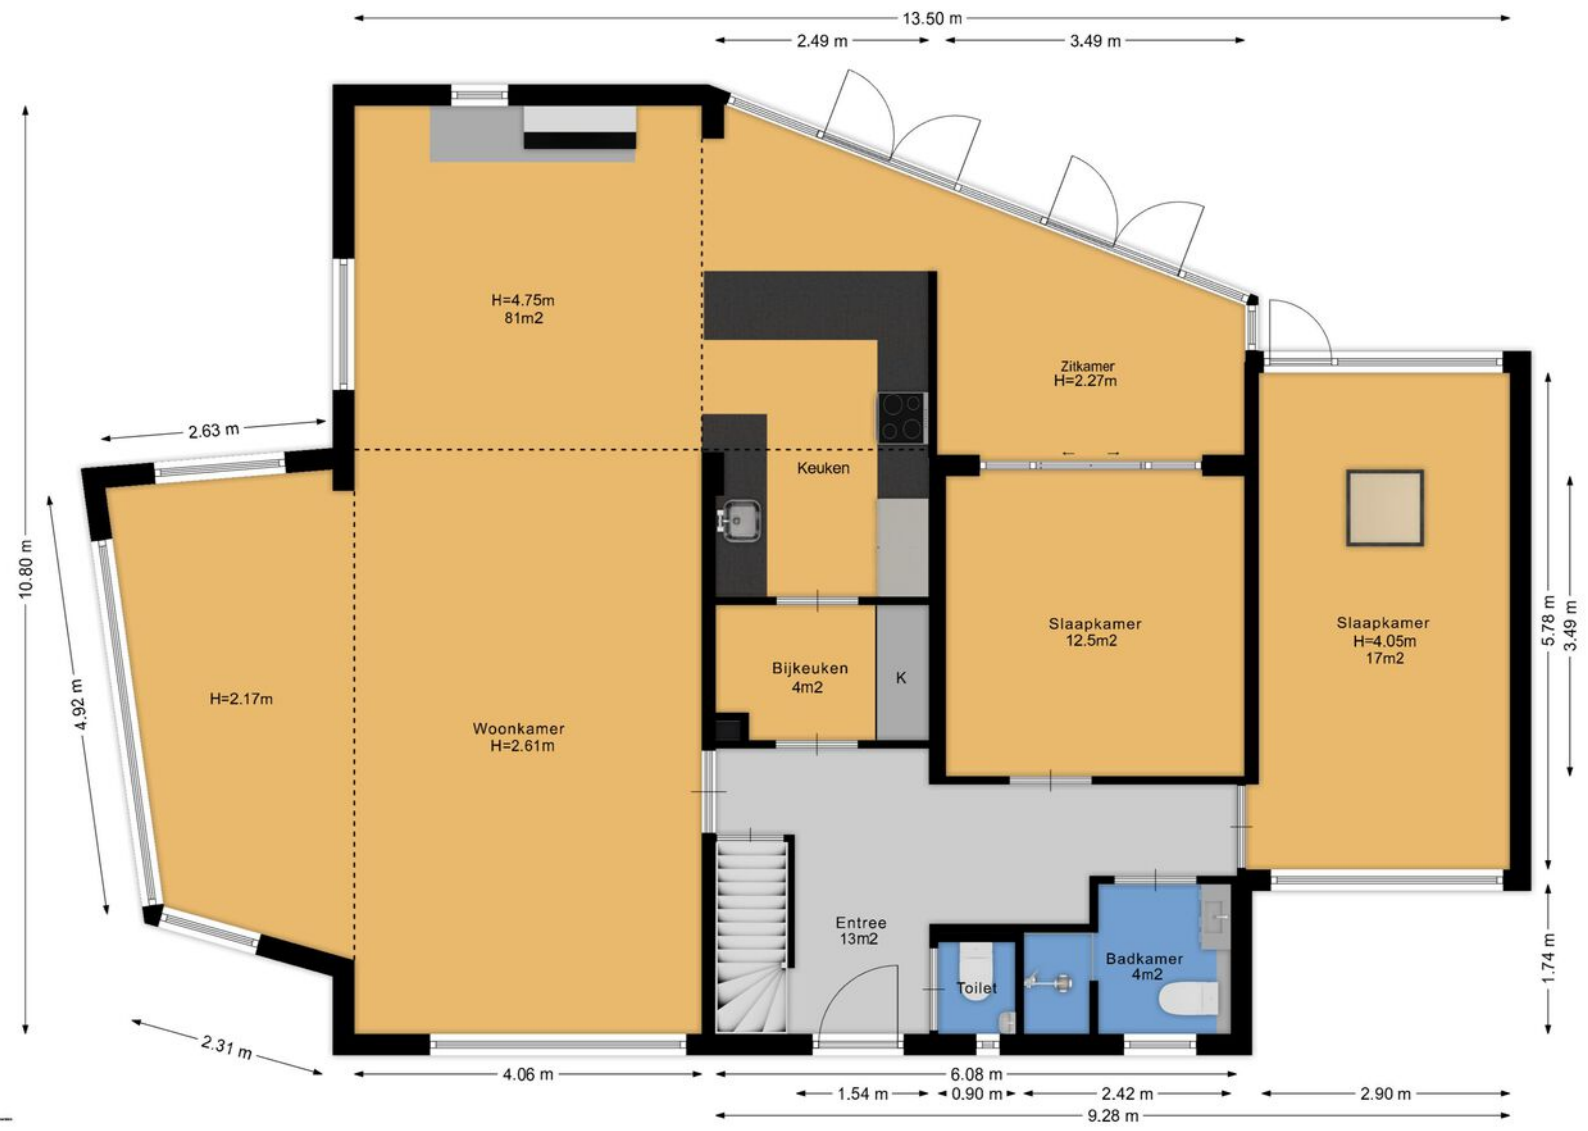 13.50 m
2.49 m
3.49 m
H=4.75m
81m2
Zitkamer
H=2.27m
2.63 m
Keuken
10.80 m
4.92 m
H=2.17m
Woonkamer
H=2.61m
Bijkeuken
4m2
K
Slaapkamer
12.5m2
Slaapkamer
H=4.05m
17m2
5.78 m
3.49 m
Entree
13m2
Toilet
Badkamer
4m2
1.74 m
2.31 m
4.06 m
6.08 m
1.54 m
0.90 m
2.42 m
2.90 m
9.28 m